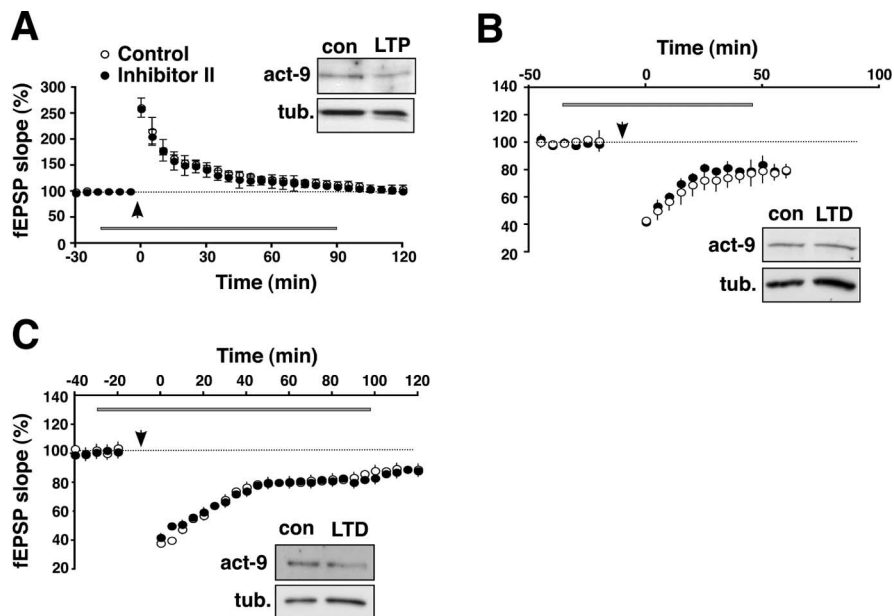 A
Control
Inhibitor II
con LTP
act-9
tub.
fEPSP slope (%)
300
250
200
150
100
50
0
-30 0 30 60 90 120
Time (min)
B
Time (min)
-50 0 50 100
140
120
100
80
60
40
20
con LTD
act-9
tub.
C
Time (min)
-40 -20 0 20 40 60 80 100 120
fEPSP slope (%)
120
100
80
60
40
20
con LTD
act-9
tub.